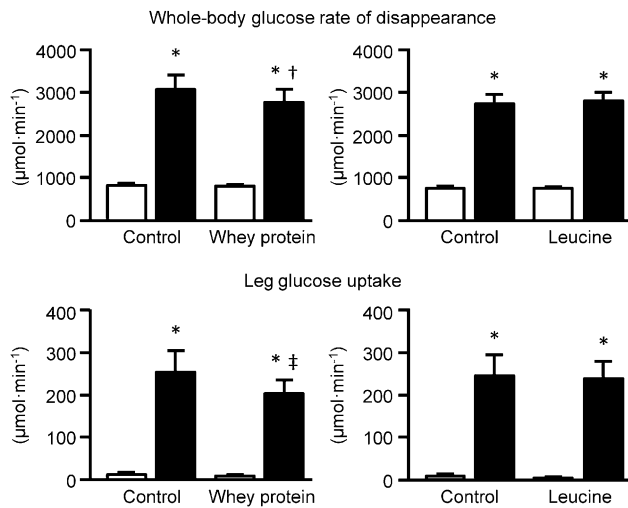 Whole-body glucose rate of disappearance
4000
3000
2000
1000
0
(µmol·min⁻¹)
*
* †
Control
Whey protein
4000
3000
2000
1000
0
(µmol·min⁻¹)
*
*
Control
Leucine
Leg glucose uptake
400
300
200
100
0
(µmol·min⁻¹)
*
* ‡
Control
Whey protein
400
300
200
100
0
(µmol·min⁻¹)
*
*
Control
Leucine